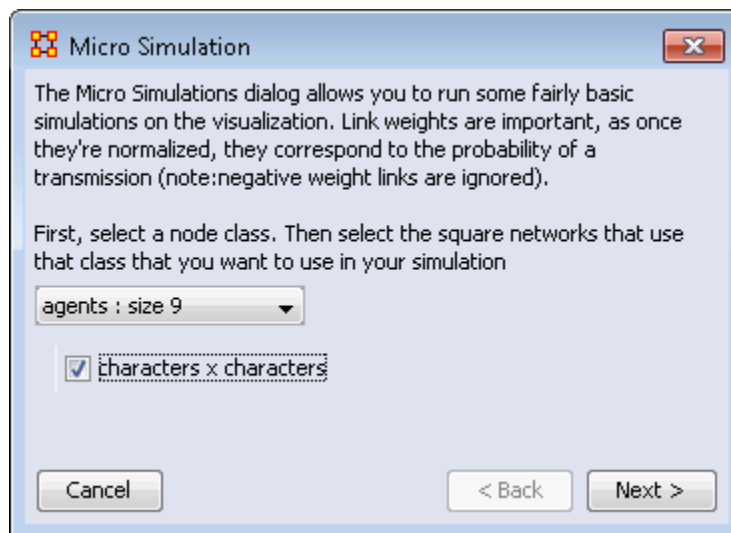 Micro Simulation
The Micro Simulations dialog allows you to run some fairly basic
simulations on the visualization. Link weights are important, as once
they're normalized, they correspond to the probability of a
transmission (note:negative weight links are ignored).
First, select a node class. Then select the square networks that use
that class that you want to use in your simulation
agents : size 9
characters x characters
Cancel
< Back
Next >